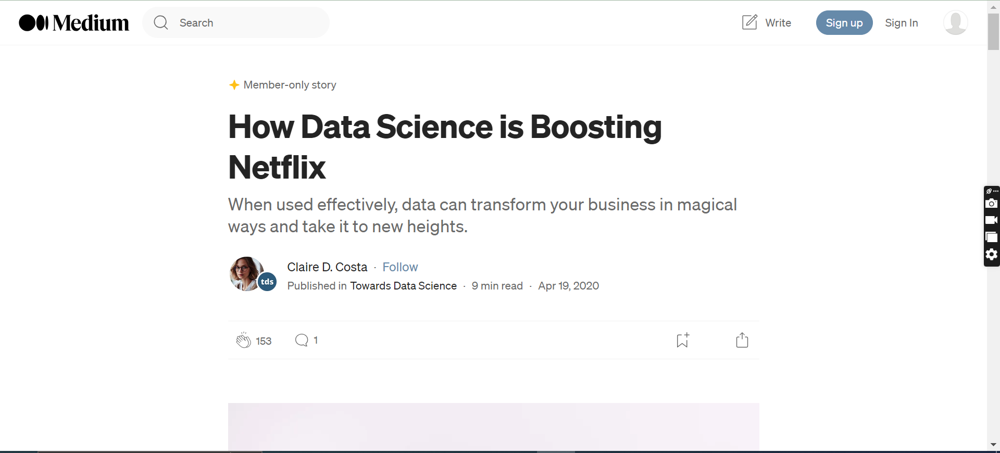 Medium
Search
Write
Sign up
Sign In
Member-only story
How Data Science is Boosting
Netflix
When used effectively, data can transform your business in magical
ways and take it to new heights.
Claire D. Costa · Follow
tds
Published in Towards Data Science · 9 min read · Apr 19, 2020
153
1